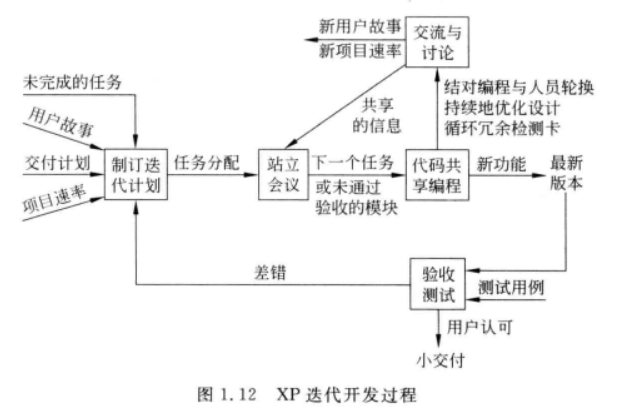 新用户故事
新项目速率
交流与
讨论
未完成的任务
用户故事
交付计划
项目速率
制订迭
代计划
任务分配
共享
的信息
站立
会议
下一个任务
或未通过
验收的模块
结对编程与人员轮换
持续地优化设计
循环冗余检测卡
代码共
享编程
新功能
最新
版本
差错
验收
测试
测试用例
用户认可
小交付
图 1.12 XP 迭代开发过程